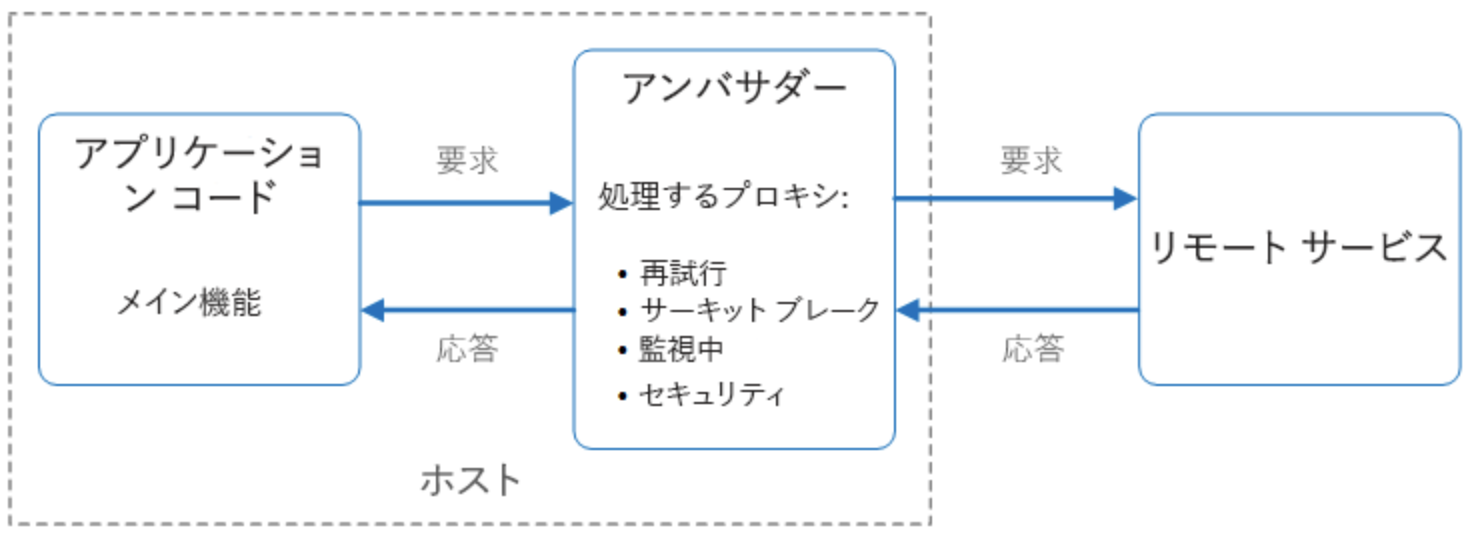 アプリケーショ
ン コード
メイン機能
要求
応答
アンバサダー
処理するプロキシ:
• 再試行
• サーキット ブレーク
• 監視中
• セキュリティ
要求
応答
リモート サービス
ホスト